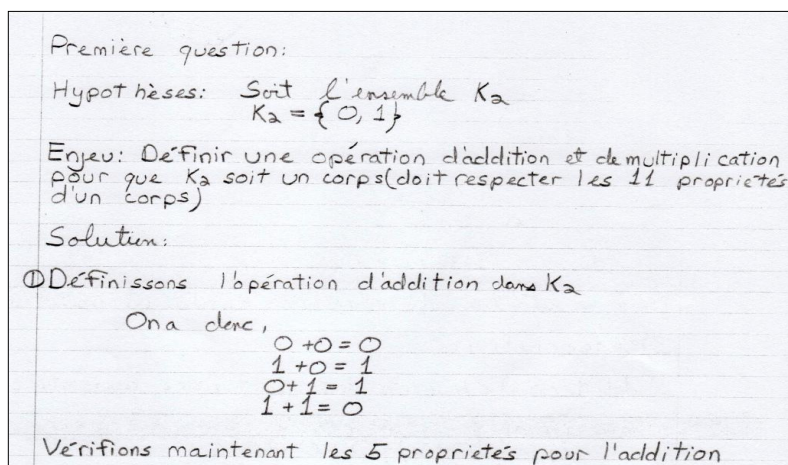 Première question:
Hypothèses: Soit l'ensemble K2
K2 = {0, 1}
Enjeu: Définir une opération d'addition et de multiplication
pour que K2 soit un corps (doit respecter les 11 propriétés
d'un corps)
Solution:
① Définissons l'opération d'addition dans K2
On a donc,
0 + 0 = 0
1 + 0 = 1
0 + 1 = 1
1 + 1 = 0
Vérifions maintenant les 5 propriétés pour l'addition